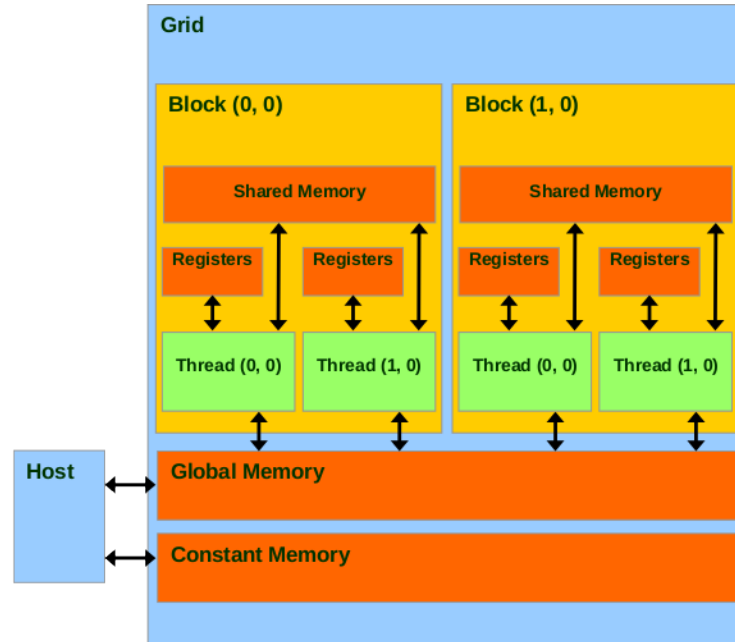 Grid
Block (0, 0)
Block (1, 0)
Shared Memory
Shared Memory
Registers
Registers
Registers
Registers
Thread (0, 0)
Thread (1, 0)
Thread (0, 0)
Thread (1, 0)
Host
Global Memory
Constant Memory